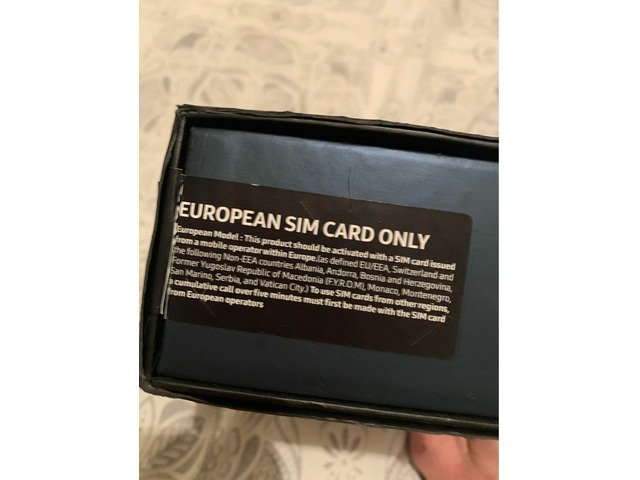 EUROPEAN SIM CARD ONLY
European Model : This product should be activated with a SIM card issued
from a mobile operator within Europe.(as defined EU/EEA, Switzerland and
the following Non-EEA countries Albania, Andorra, Bosnia and Herzegovina,
Former Yugoslav Republic of Macedonia (F.Y.R.O.M), Monaco, Montenegro,
San Marino, Serbia, and Vatican City.) To use SIM cards from other regions,
a cumulative call over five minutes must first be made with the SIM card
from European operators